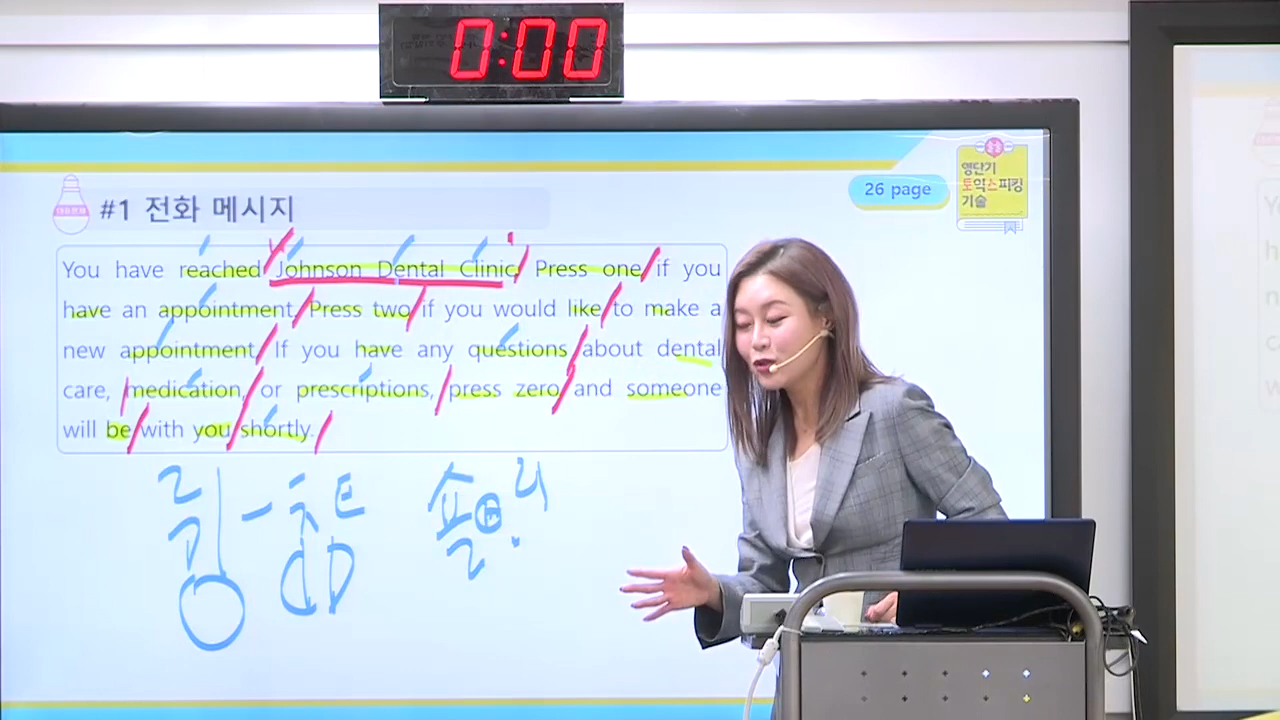 0:00
영단기
토익스피킹
기술
26 page
#1 전화 메시지
You have reached Johnson Dental Clinic. Press one if you
have an appointment. Press two if you would like to make a
new appointment. If you have any questions about dental
care, medication, or prescriptions, press zero and someone
will be with you shortly.